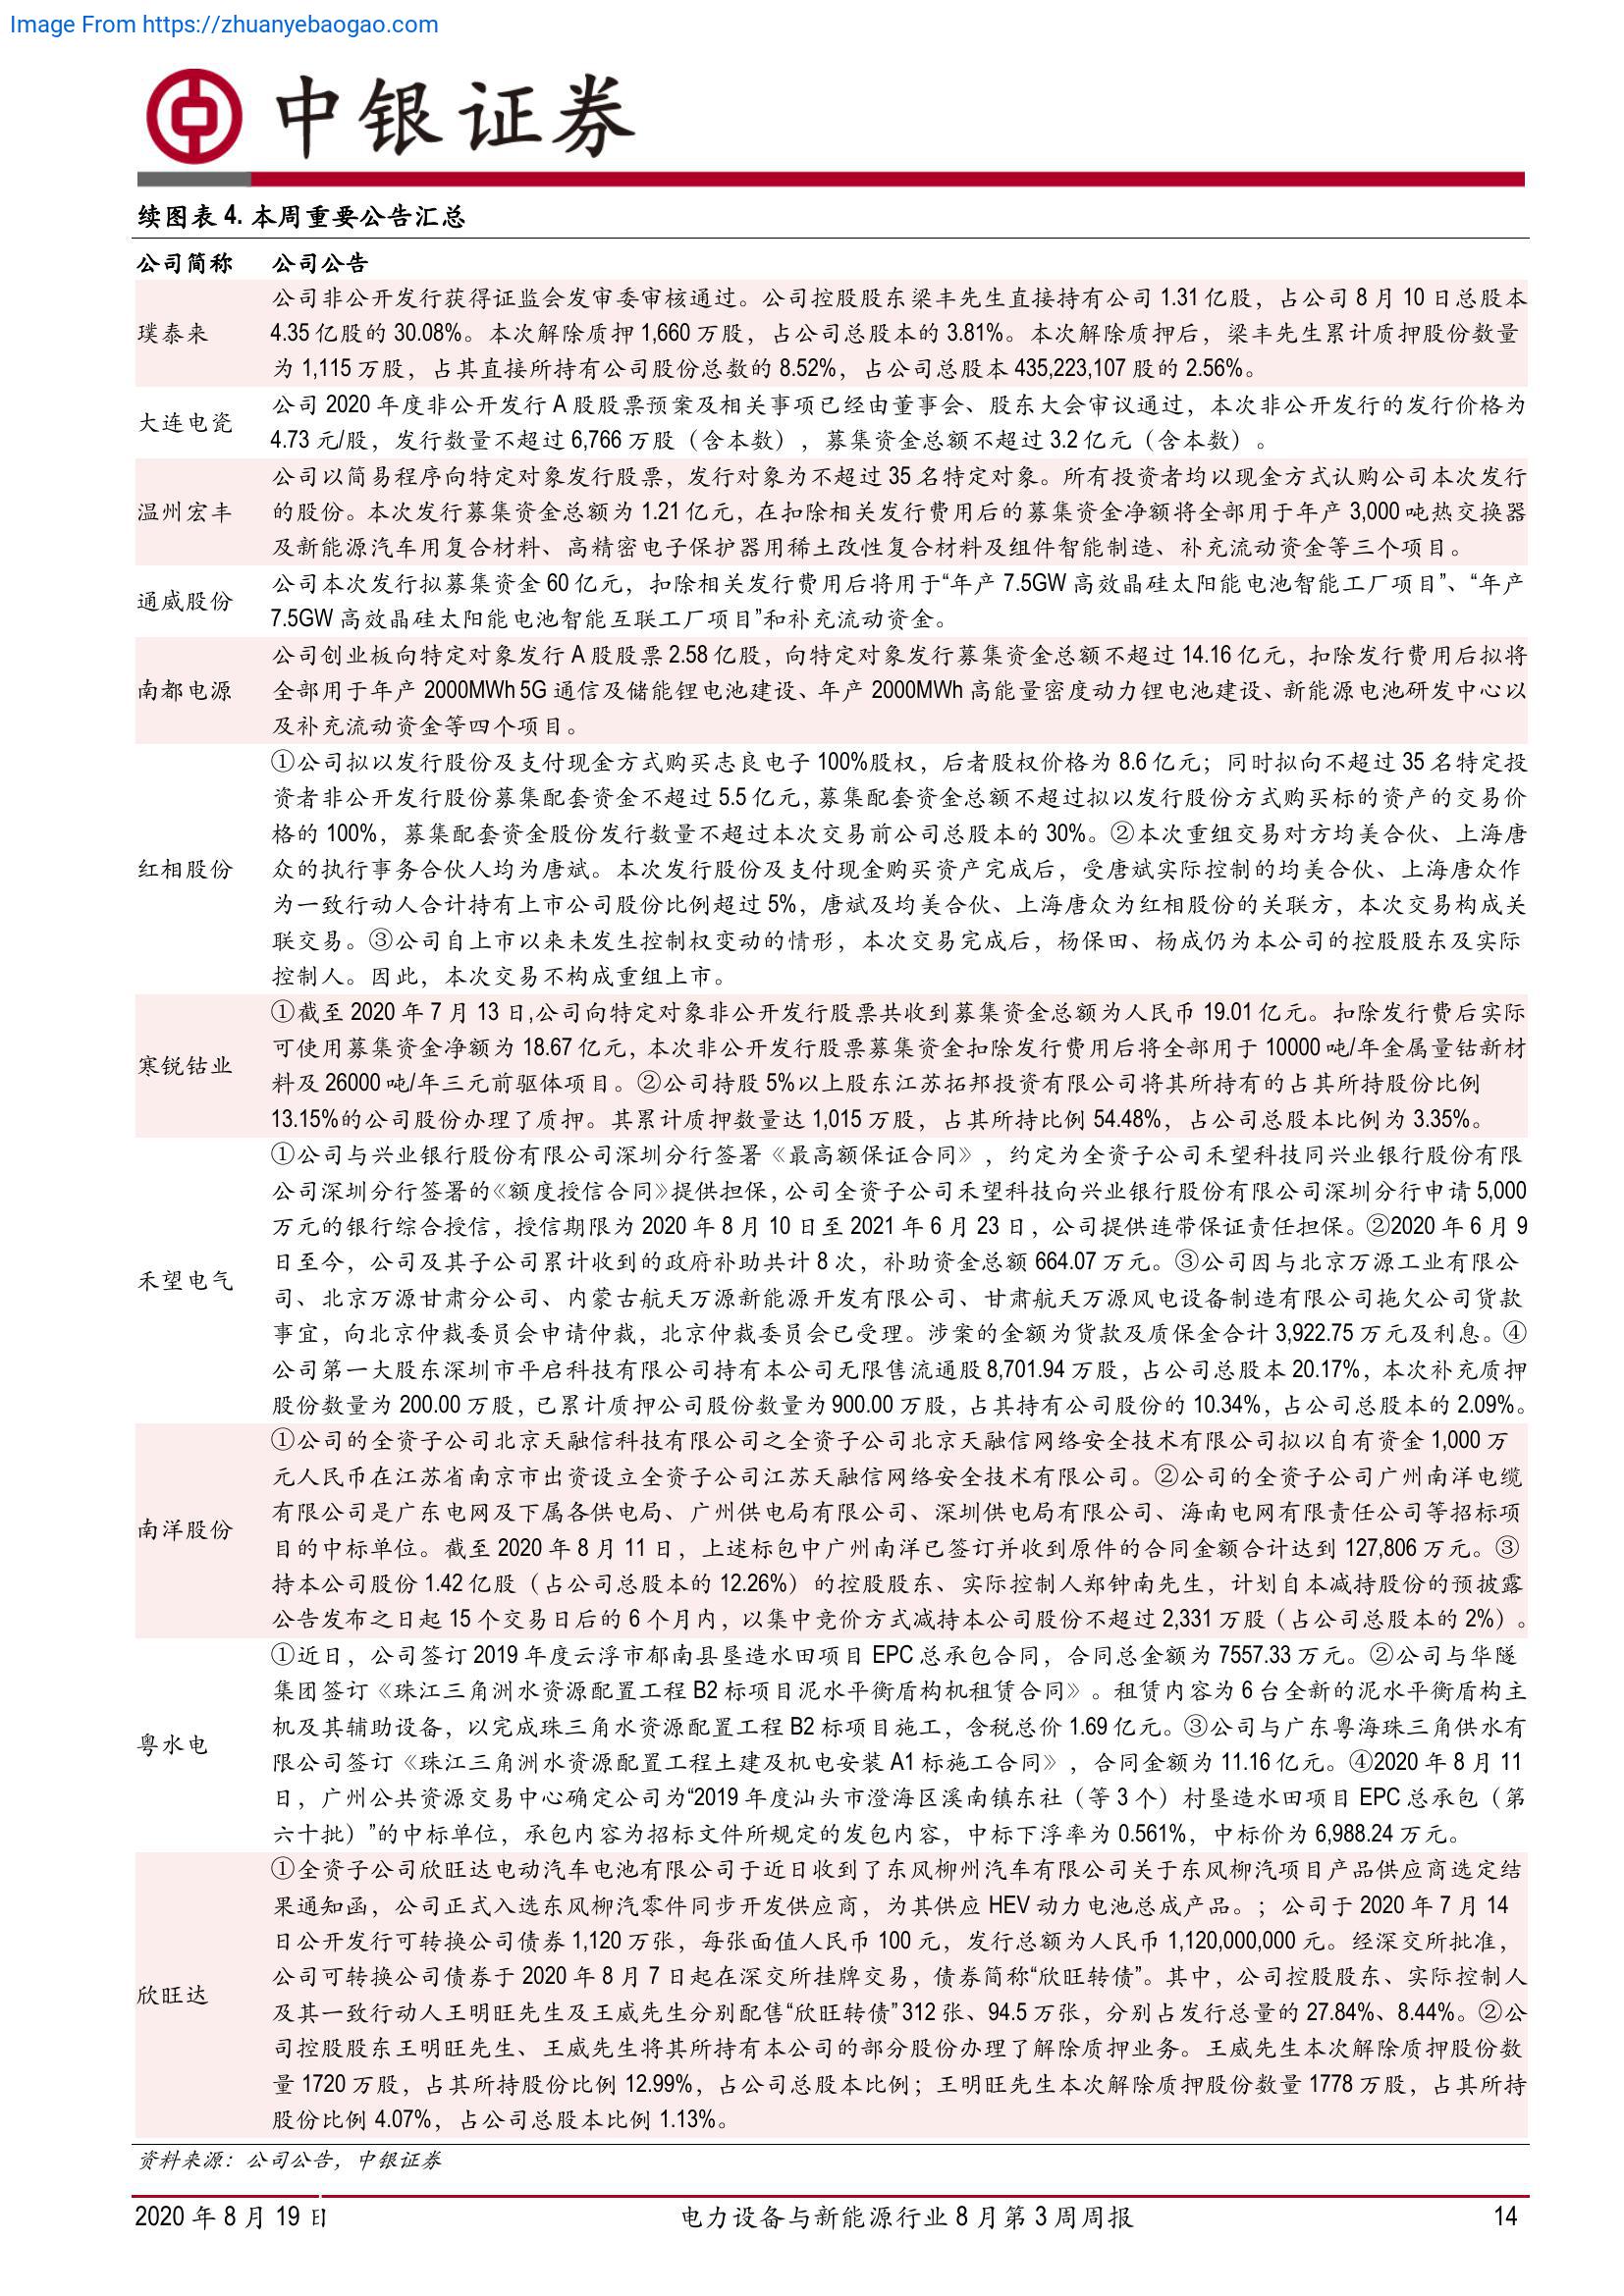 Image From https://zhuanyebaogao.com
中银证券
续图表 4. 本周重要公告汇总
公司简称 公司公告
璞泰来
公司非公开发行获得证监会发审委审核通过。公司控股股东梁丰先生直接持有公司 1.31 亿股，占公司 8 月 10 日总股本
4.35 亿股的 30.08%。本次解除质押 1,660 万股，占公司总股本的 3.81%。本次解除质押后，梁丰先生累计质押股份数量
为 1,115 万股，占其直接所持有公司股份总数的 8.52%，占公司总股本 435,223,107 股的 2.56%。
大连电瓷
公司 2020 年度非公开发行 A 股股票预案及相关事项已经由董事会、股东大会审议通过，本次非公开发行的发行价格为
4.73 元/股，发行数量不超过 6,766 万股（含本数），募集资金总额不超过 3.2 亿元（含本数）。
温州宏丰
公司以简易程序向特定对象发行股票，发行对象为不超过 35 名特定对象。所有投资者均以现金方式认购公司本次发行
的股份。本次发行募集资金总额为 1.21 亿元，在扣除相关发行费用后的募集资金净额将全部用于年产 3,000 吨热交换器
及新能源汽车用复合材料、高精密电子保护器用稀土改性复合材料及组件智能制造、补充流动资金等三个项目。
通威股份
公司本次发行拟募集资金 60 亿元，扣除相关发行费用后将用于“年产 7.5GW 高效晶硅太阳能电池智能工厂项目”、“年产
7.5GW 高效晶硅太阳能电池智能互联工厂项目”和补充流动资金。
南都电源
公司创业板向特定对象发行 A 股股票 2.58 亿股，向特定对象发行募集资金总额不超过 14.16 亿元，扣除发行费用后拟将
全部用于年产 2000MWh 5G 通信及储能锂电池建设、年产 2000MWh 高能量密度动力锂电池建设、新能源电池研发中心以
及补充流动资金等四个项目。
红相股份
①公司拟以发行股份及支付现金方式购买志良电子 100%股权，后者股权价格为 8.6 亿元；同时拟向不超过 35 名特定投
资者非公开发行股份募集配套资金不超过 5.5 亿元，募集配套资金总额不超过拟以发行股份方式购买标的资产的交易价
格的 100%，募集配套资金股份发行数量不超过本次交易前公司总股本的 30%。②本次重组交易对方均美合伙、上海唐
众的执行事务合伙人均为唐斌。本次发行股份及支付现金购买资产完成后，受唐斌实际控制的均美合伙、上海唐众作
为一致行动人合计持有上市公司股份比例超过 5%，唐斌及均美合伙、上海唐众为红相股份的关联方，本次交易构成关
联交易。③公司自上市以来未发生控制权变动的情形，本次交易完成后，杨保田、杨成仍为本公司的控股股东及实际
控制人。因此，本次交易不构成重组上市。
寒锐钴业
①截至 2020 年 7 月 13 日,公司向特定对象非公开发行股票共收到募集资金总额为人民币 19.01 亿元。扣除发行费后实际
可使用募集资金净额为 18.67 亿元，本次非公开发行股票募集资金扣除发行费用后将全部用于 10000 吨/年金属量钴新材
料及 26000 吨/年三元前驱体项目。②公司持股 5%以上股东江苏拓邦投资有限公司将其所持有的占其所持股份比例
13.15%的公司股份办理了质押。其累计质押数量达 1,015 万股，占其所持比例 54.48%，占公司总股本比例为 3.35%。
禾望电气
①公司与兴业银行股份有限公司深圳分行签署《最高额保证合同》，约定为全资子公司禾望科技同兴业银行股份有限
公司深圳分行签署的《额度授信合同》提供担保，公司全资子公司禾望科技向兴业银行股份有限公司深圳分行申请 5,000
万元的银行综合授信，授信期限为 2020 年 8 月 10 日至 2021 年 6 月 23 日，公司提供连带保证责任担保。②2020 年 6 月 9
日至今，公司及其子公司累计收到的政府补助共计 8 次，补助资金总额 664.07 万元。③公司因与北京万源工业有限公
司、北京万源甘肃分公司、内蒙古航天万源新能源开发有限公司、甘肃航天万源风电设备制造有限公司拖欠公司货款
事宜，向北京仲裁委员会申请仲裁，北京仲裁委员会已受理。涉案的金额为货款及质保金合计 3,922.75 万元及利息。④
公司第一大股东深圳市平启科技有限公司持有本公司无限售流通股 8,701.94 万股，占公司总股本 20.17%，本次补充质押
股份数量为 200.00 万股，已累计质押公司股份数量为 900.00 万股，占其持有公司股份的 10.34%，占公司总股本的 2.09%。
南洋股份
①公司的全资子公司北京天融信科技有限公司之全资子公司北京天融信网络安全技术有限公司拟以自有资金 1,000 万
元人民币在江苏省南京市出资设立全资子公司江苏天融信网络安全技术有限公司。②公司的全资子公司广州南洋电缆
有限公司是广东电网及下属各供电局、广州供电局有限公司、深圳供电局有限公司、海南电网有限责任公司等招标项
目的中标单位。截至 2020 年 8 月 11 日，上述标包中广州南洋已签订并收到原件的合同金额合计达到 127,806 万元。③
持本公司股份 1.42 亿股（占公司总股本的 12.26%）的控股股东、实际控制人郑钟南先生，计划自本减持股份的预披露
公告发布之日起 15 个交易日后的 6 个月内，以集中竞价方式减持本公司股份不超过 2,331 万股（占公司总股本的 2%）。
粤水电
①近日，公司签订 2019 年度云浮市郁南县垦造水田项目 EPC 总承包合同，合同总金额为 7557.33 万元。②公司与华隧
集团签订《珠江三角洲水资源配置工程 B2 标项目泥水平衡盾构机租赁合同》。租赁内容为 6 台全新的泥水平衡盾构主
机及其辅助设备，以完成珠三角水资源配置工程 B2 标项目施工，含税总价 1.69 亿元。③公司与广东粤海珠三角供水有
限公司签订《珠江三角洲水资源配置工程土建及机电安装 A1 标施工合同》，合同金额为 11.16 亿元。④2020 年 8 月 11
日，广州公共资源交易中心确定公司为“2019 年度汕头市澄海区溪南镇东社（等 3 个）村垦造水田项目 EPC 总承包（第
六十批）”的中标单位，承包内容为招标文件所规定的发包内容，中标下浮率为 0.561%，中标价为 6,988.24 万元。
欣旺达
①全资子公司欣旺达电动汽车电池有限公司于近日收到了东风柳州汽车有限公司关于东风柳汽项目产品供应商选定结
果通知函，公司正式入选东风柳汽零件同步开发供应商，为其供应 HEV 动力电池总成产品。；公司于 2020 年 7 月 14
日公开发行可转换公司债券 1,120 万张，每张面值人民币 100 元，发行总额为人民币 1,120,000,000 元。经深交所批准，
公司可转换公司债券于 2020 年 8 月 7 日起在深交所挂牌交易，债券简称“欣旺转债”。其中，公司控股股东、实际控制人
及其一致行动人王明旺先生及王威先生分别配售“欣旺转债” 312 张、94.5 万张，分别占发行总量的 27.84%、8.44%。②公
司控股股东王明旺先生、王威先生将其所持有本公司的部分股份办理了解除质押业务。王威先生本次解除质押股份数
量 1720 万股，占其所持股份比例 12.99%，占公司总股本比例；王明旺先生本次解除质押股份数量 1778 万股，占其所持
股份比例 4.07%，占公司总股本比例 1.13%。
资料来源：公司公告，中银证券
2020 年 8 月 19 日 电力设备与新能源行业 8 月第 3 周周报 14